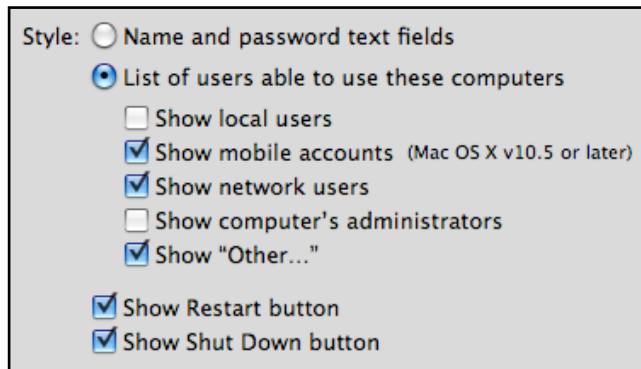 Style: Name and password text fields
List of users able to use these computers
Show local users
Show mobile accounts (Mac OS X v10.5 or later)
Show network users
Show computer's administrators
Show “Other…”
Show Restart button
Show Shut Down button